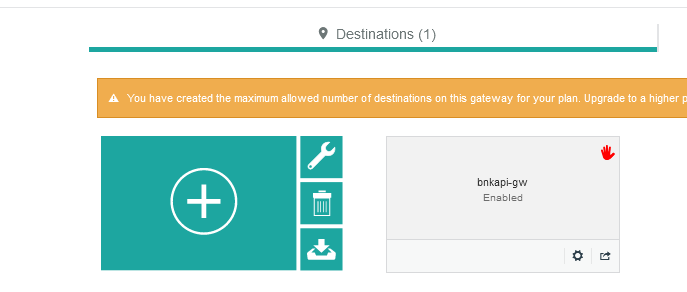 Destinations (1)
You have created the maximum allowed number of destinations on this gateway for your plan. Upgrade to a higher p
bnkapi-gw
Enabled